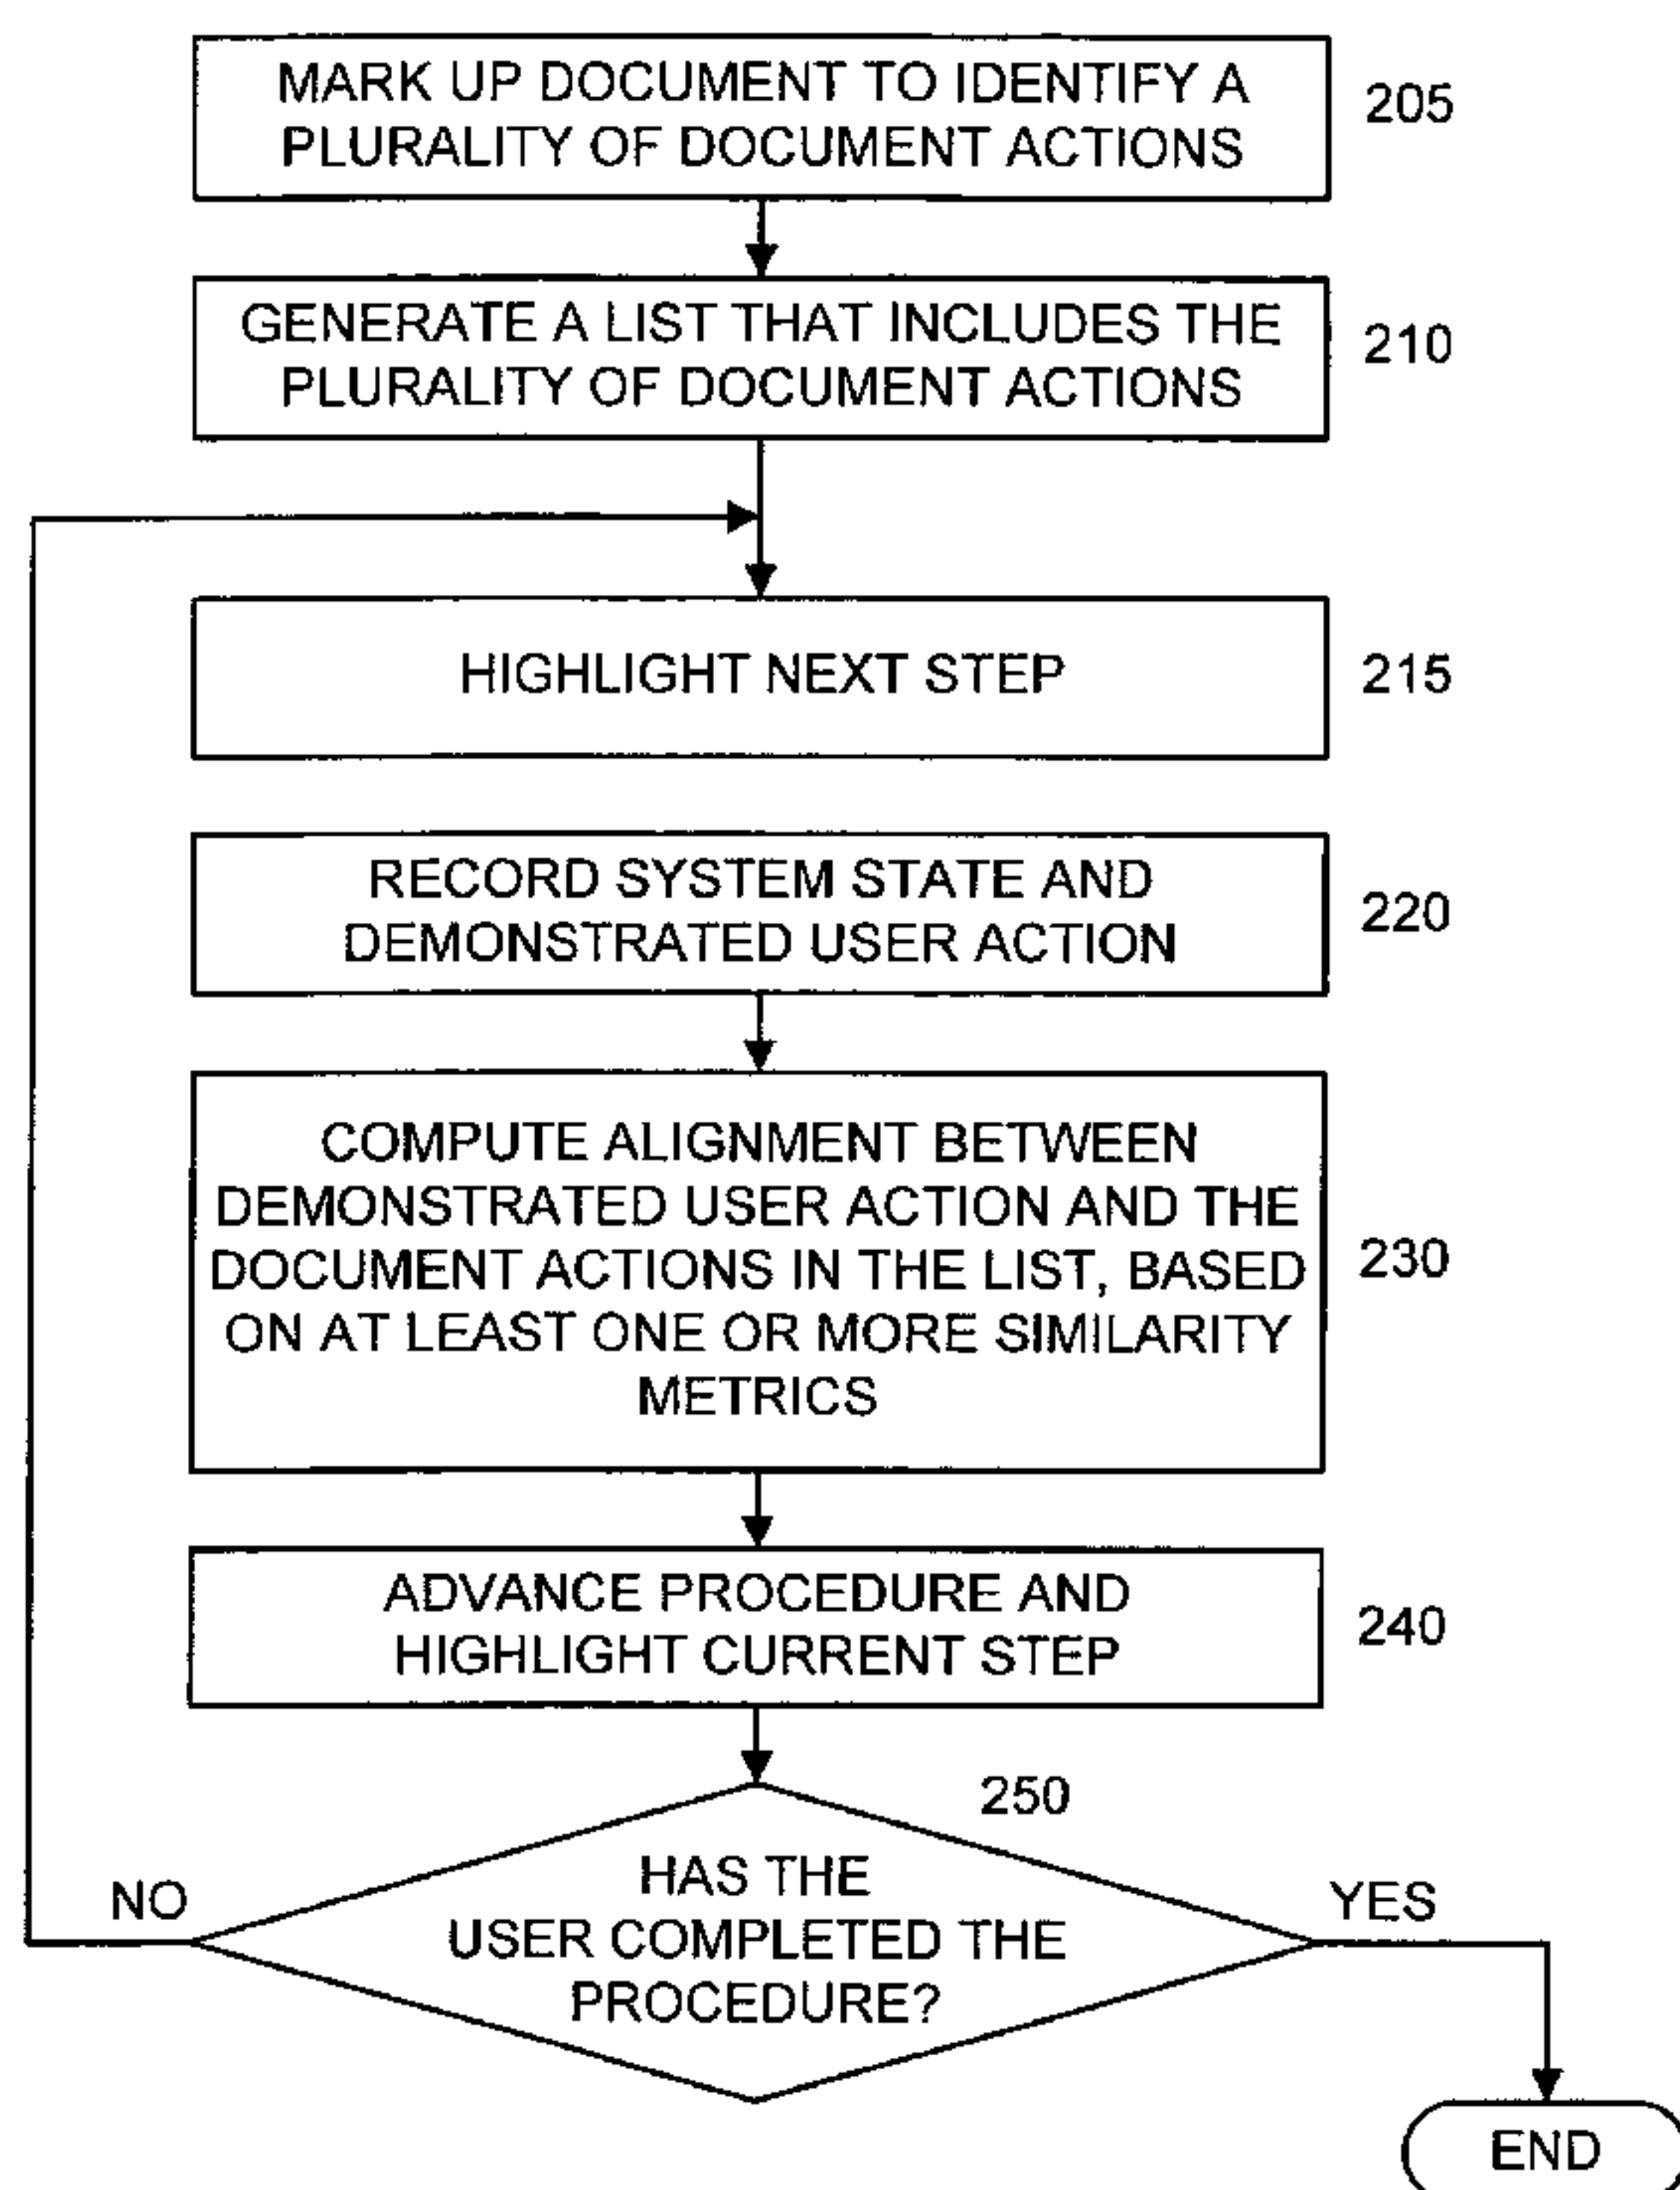 MARK UP DOCUMENT TO IDENTIFY A
PLURALITY OF DOCUMENT ACTIONS
205
GENERATE A LIST THAT INCLUDES THE
PLURALITY OF DOCUMENT ACTIONS
210
HIGHLIGHT NEXT STEP
215
RECORD SYSTEM STATE AND
DEMONSTRATED USER ACTION
220
COMPUTE ALIGNMENT BETWEEN
DEMONSTRATED USER ACTION AND THE
DOCUMENT ACTIONS IN THE LIST, BASED
ON AT LEAST ONE OR MORE SIMILARITY
METRICS
230
ADVANCE PROCEDURE AND
HIGHLIGHT CURRENT STEP
240
250
HAS THE
USER COMPLETED THE
PROCEDURE?
NO
YES
END